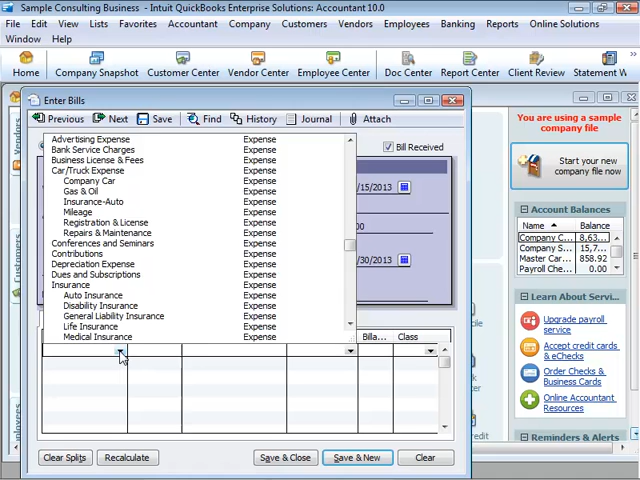 Sample Consulting Business - Intuit QuickBooks Enterprise Solutions: Accountant 10.0
File Edit View Lists Favorites Accountant Company Customers Vendors Employees Banking Reports Online Solutions
Window Help
Home Company Snapshot Customer Center Vendor Center Employee Center Doc Center Report Center Client Review Statement W
Enter Bills
Previous Next Save Find History Journal Attach
Bill Received
Advertising Expense Expense
Bank Service Charges Expense
Business License & Fees Expense
Car/Truck Expense Expense
Company Car Expense
Gas & Oil Expense
Insurance-Auto Expense
Mileage Expense
Registration & License Expense
Repairs & Maintenance Expense
Conferences and Seminars Expense
Contributions Expense
Depreciation Expense Expense
Dues and Subscriptions Expense
Insurance Expense
Auto Insurance Expense
Disability Insurance Expense
General Liability Insurance Expense
Life Insurance Expense
Medical Insurance Expense
/15/2013
00
/30/2013
Billa... Class
Clear Splits Recalculate Save & Close Save & New Clear
You are using a sample
company file
Start your new
company file now
Account Balances
Name Balance
Company C... 8,63...
Company S... 15,7...
Master Car... 858.92
Payroll Che... 0.00
Learn About Servi...
Upgrade payroll
service
Accept credit cards
& eChecks
Order Checks &
Business Cards
Online Accountant
Resources
Reminders & Alerts
Vendors
Customers